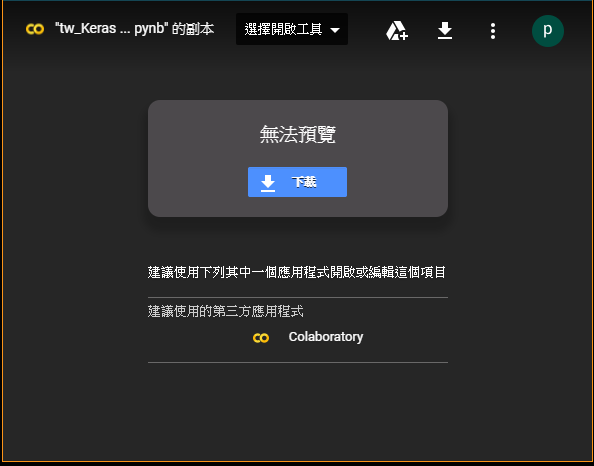 "tw_Keras ... pynb" 的副本 選擇開啟工具 p
無法預覽
下載
建議使用下列其中一個應用程式開啟或編輯這個項目
建議使用的第三方應用程式
Colaboratory